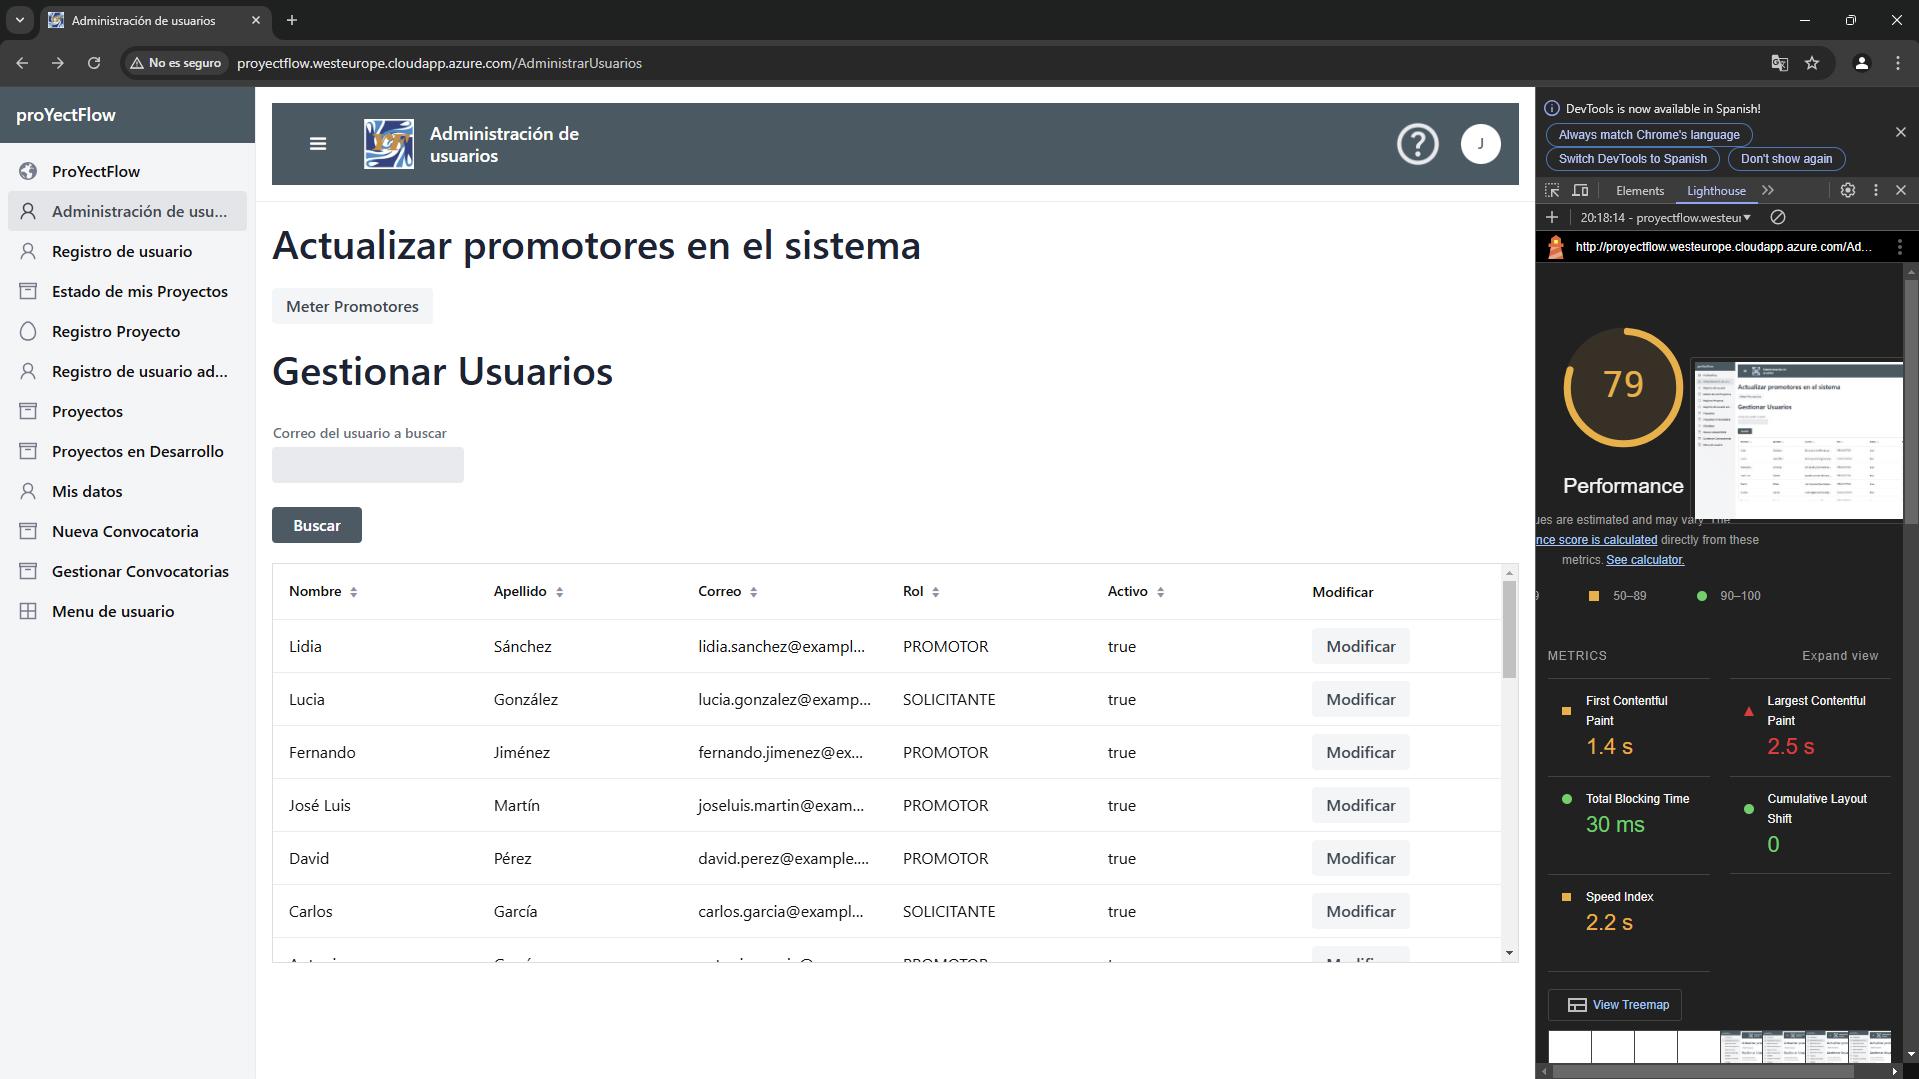 Administración de usuarios
No es seguro
proyectflow.westeurope.cloudapp.azure.com/AdministrarUsuarios
proYectFlow
ProYectFlow
Administración de usu...
Registro de usuario
Estado de mis Proyectos
Registro Proyecto
Registro de usuario ad...
Proyectos
Proyectos en Desarrollo
Mis datos
Nueva Convocatoria
Gestionar Convocatorias
Menu de usuario
Administración de
usuarios
J
Actualizar promotores en el sistema
Meter Promotores
Gestionar Usuarios
Correo del usuario a buscar
Buscar
Nombre Apellido Correo Rol Activo Modificar
Lidia Sánchez lidia.sanchez@exampl... PROMOTOR true Modificar
Lucia González lucia.gonzalez@examp... SOLICITANTE true Modificar
Fernando Jiménez fernando.jimenez@ex... PROMOTOR true Modificar
José Luis Martín joseluis.martin@exam... PROMOTOR true Modificar
David Pérez david.perez@example.... PROMOTOR true Modificar
Carlos García carlos.garcia@exampl... SOLICITANTE true Modificar
DevTools is now available in Spanish!
Always match Chrome's language
Switch DevTools to Spanish
Don't show again
Elements
Lighthouse
20:18:14 - proyectflow.westeur
http://proyectflow.westeurope.cloudapp.azure.com/Ad...
79
Performance
Actualizar promotores en el sistema
Gestionar Usuarios
ues are estimated and may vary. The
nce score is calculated directly from these
metrics. See calculator.
50–89
90–100
METRICS
Expand view
First Contentful
Paint
1.4 s
Largest Contentful
Paint
2.5 s
Total Blocking Time
30 ms
Cumulative Layout
Shift
0
Speed Index
2.2 s
View Treemap